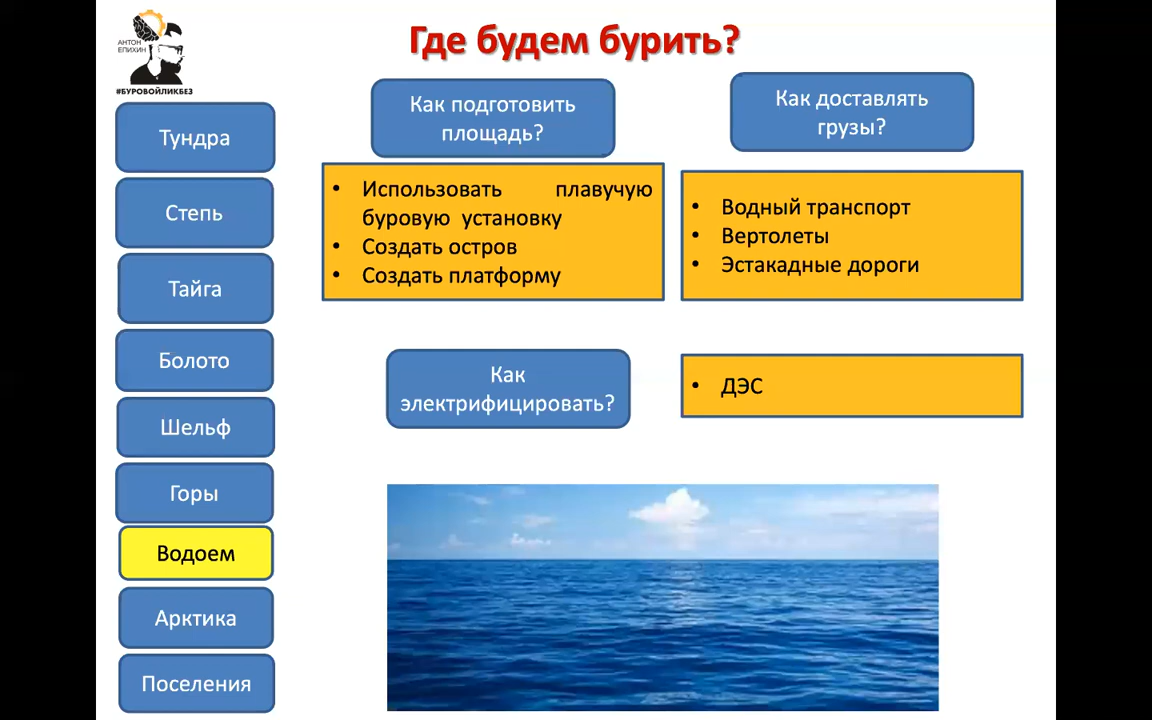 АНТОН
ЕПИХИН
#БУРОВОЙЛИКБЕЗ
Где будем бурить?
Тундра
Степь
Тайга
Болото
Шельф
Горы
Водоем
Арктика
Поселения
Как подготовить
площадь?
• Использовать плавучую
буровую установку
• Создать остров
• Создать платформу
Как доставлять
грузы?
• Водный транспорт
• Вертолеты
• Эстакадные дороги
Как
электрифицировать?
• ДЭС